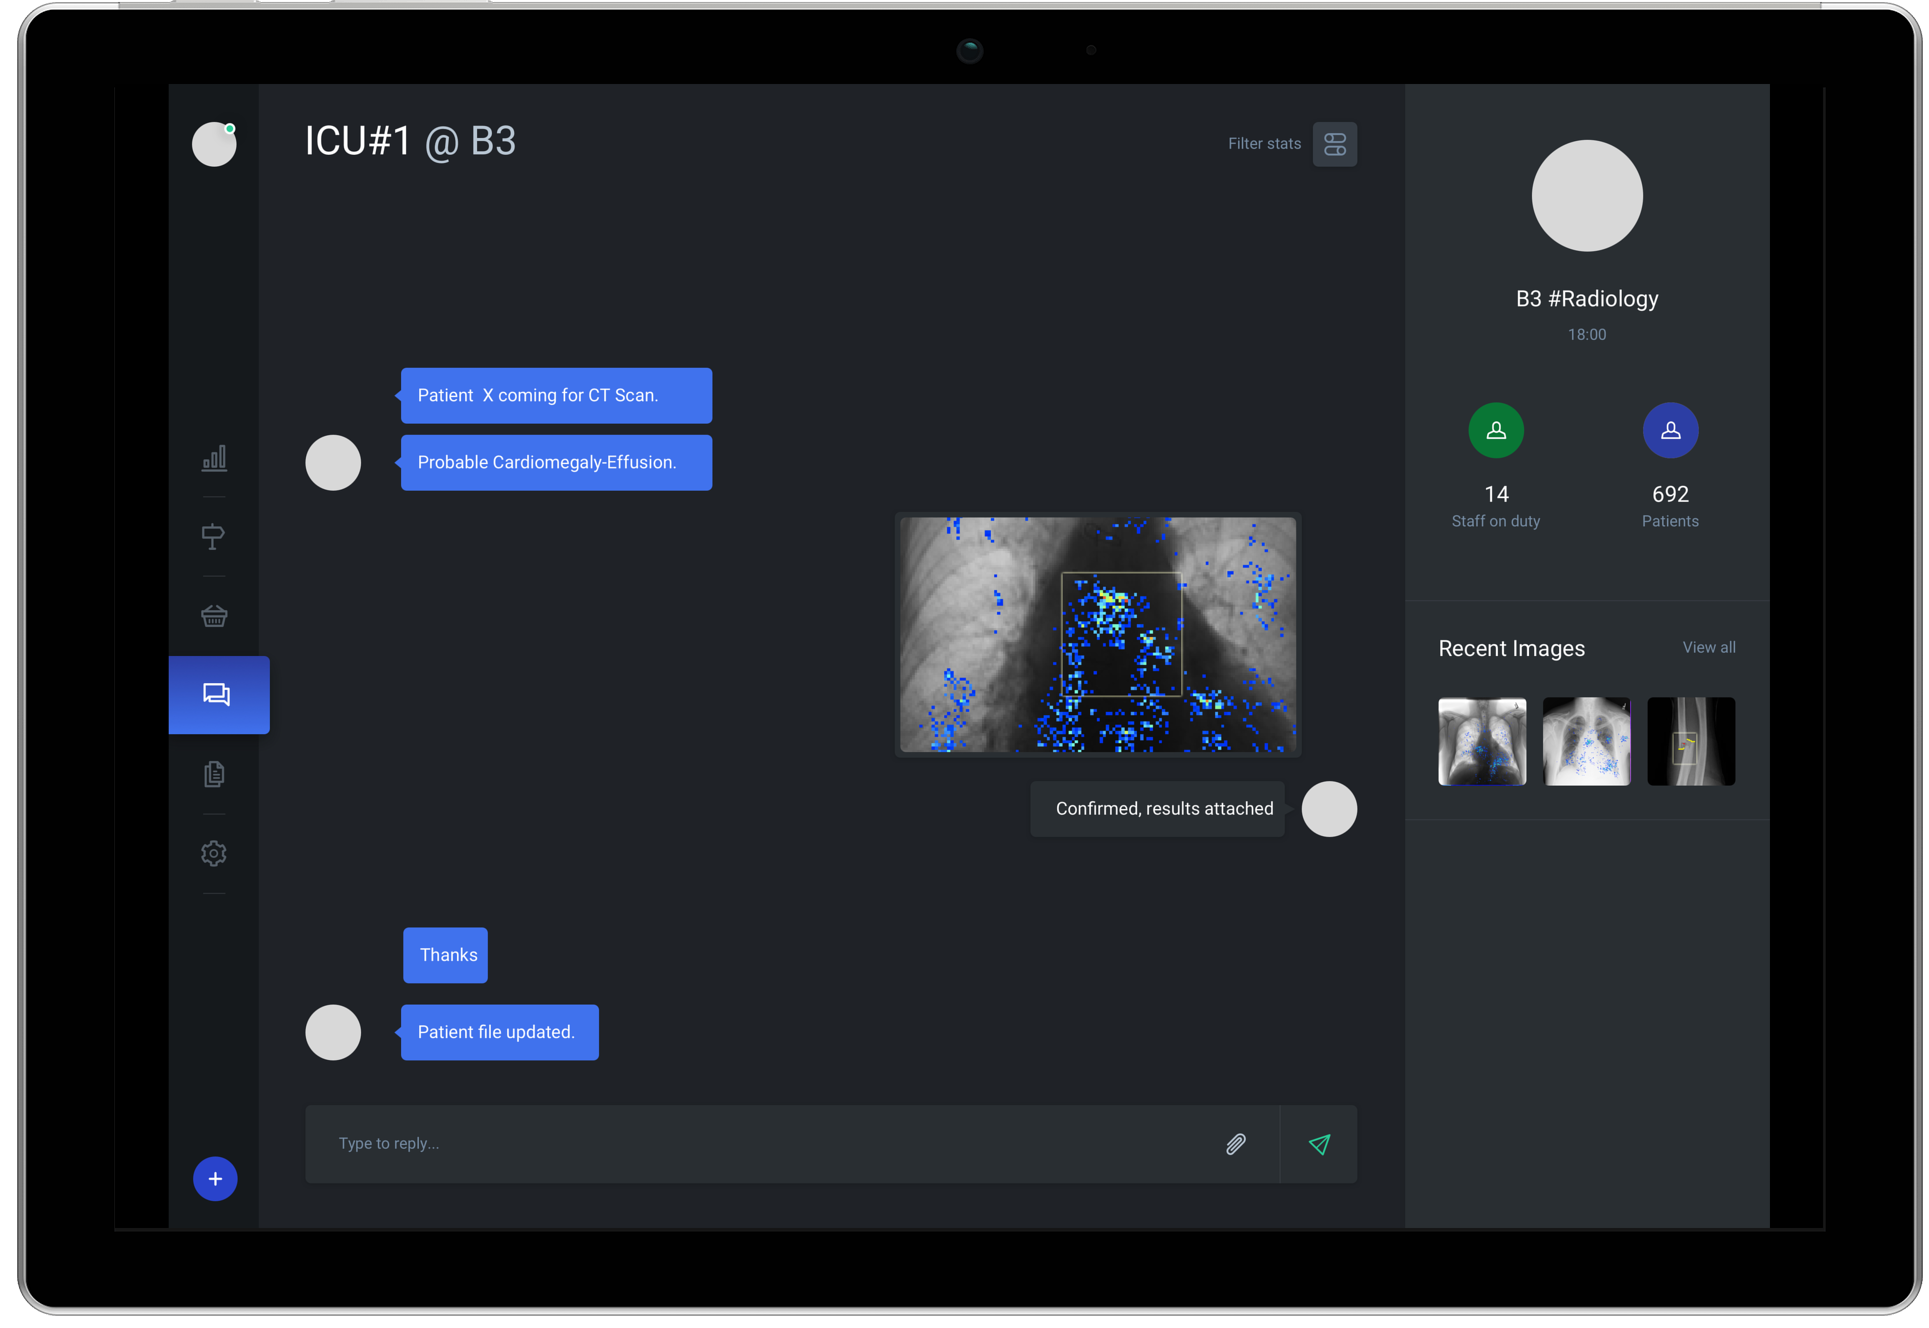 ICU#1 @ B3
Filter stats
Patient  X coming for CT Scan.
Probable Cardiomegaly-Effusion.
Confirmed, results attached
Thanks
Patient file updated.
Type to reply...
B3 #Radiology
18:00
14
Staff on duty
692
Patients
Recent Images
View all